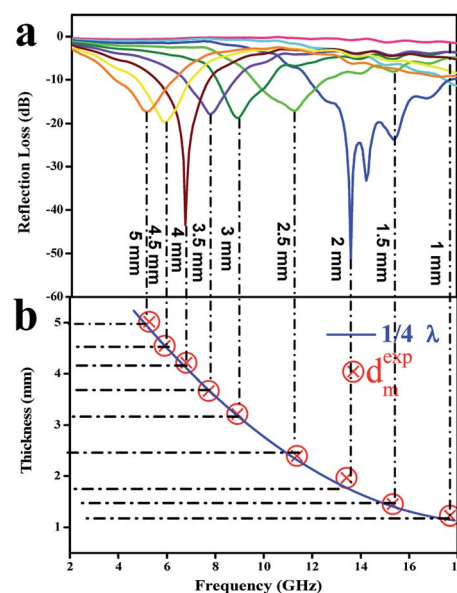 a
Reflection Loss (dB)
0
-10
-20
-30
-40
-50
-60
5 mm
4.5 mm
4 mm
3.5 mm
3 mm
2.5 mm
2 mm
1.5 mm
1 mm
b
Thickness (mm)
5
4
3
2
1
1/4 λ
d_m^exp
2
4
6
8
10
12
14
16
18
Frequency (GHz)